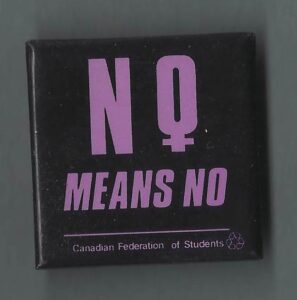 NO
MEANS NO
Canadian Federation of Students